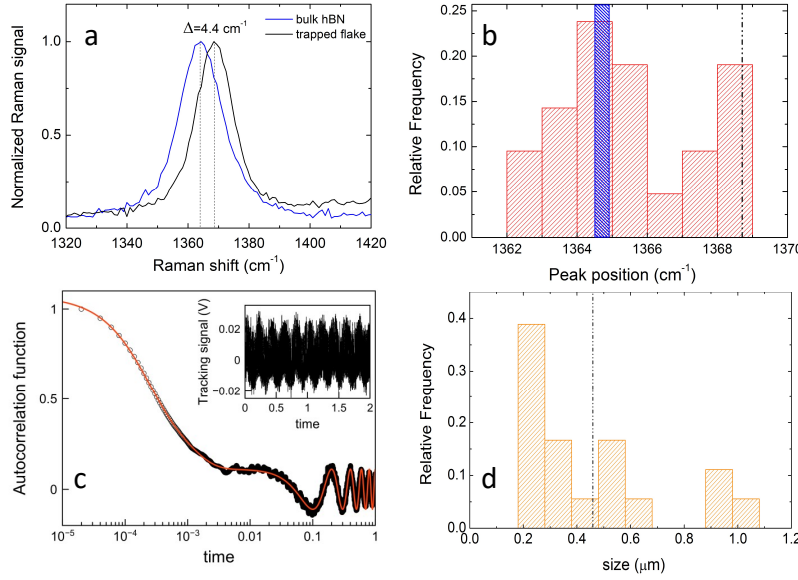 a
Δ=4.4 cm⁻¹
bulk hBN
trapped flake
Normalized Raman signal
1.0
0.5
0.0
1320 1340 1360 1380 1400 1420
Raman shift (cm⁻¹)
b
Relative Frequency
0.25
0.20
0.15
0.10
0.05
0.00
1362 1364 1366 1368 1370
Peak position (cm⁻¹)
c
Autocorrelation function
1
0.5
0
10⁻⁵ 10⁻⁴ 10⁻³ 0.01 0.1 1
time
Tracking signal (V)
0.02
0
−0.02
0 0.5 1 1.5 2
time
d
Relative Frequency
0.4
0.3
0.2
0.1
0.0
0.0 0.2 0.4 0.6 0.8 1.0 1.2
size (μm)